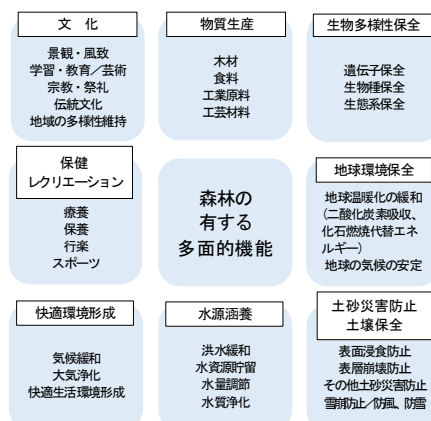 文 化
景観・風致
学習・教育／芸術
宗教・祭礼
伝統文化
地域の多様性維持
物質生産
木材
食料
工業原料
工芸材料
生物多様性保全
遺伝子保全
生物種保全
生態系保全
保健
レクリエーション
療養
保養
行楽
スポーツ
森林の
有する
多面的機能
地球環境保全
地球温暖化の緩和
(二酸化炭素吸収、
化石燃焼代替エネ
ルギー)
地球の気候の安定
快適環境形成
気候緩和
大気浄化
快適生活環境形成
水源涵養
洪水緩和
水資源貯留
水量調節
水質浄化
土砂災害防止
土壌保全
表面浸食防止
表層崩壊防止
その他土砂災害防止
雪崩防止／防風、防雪